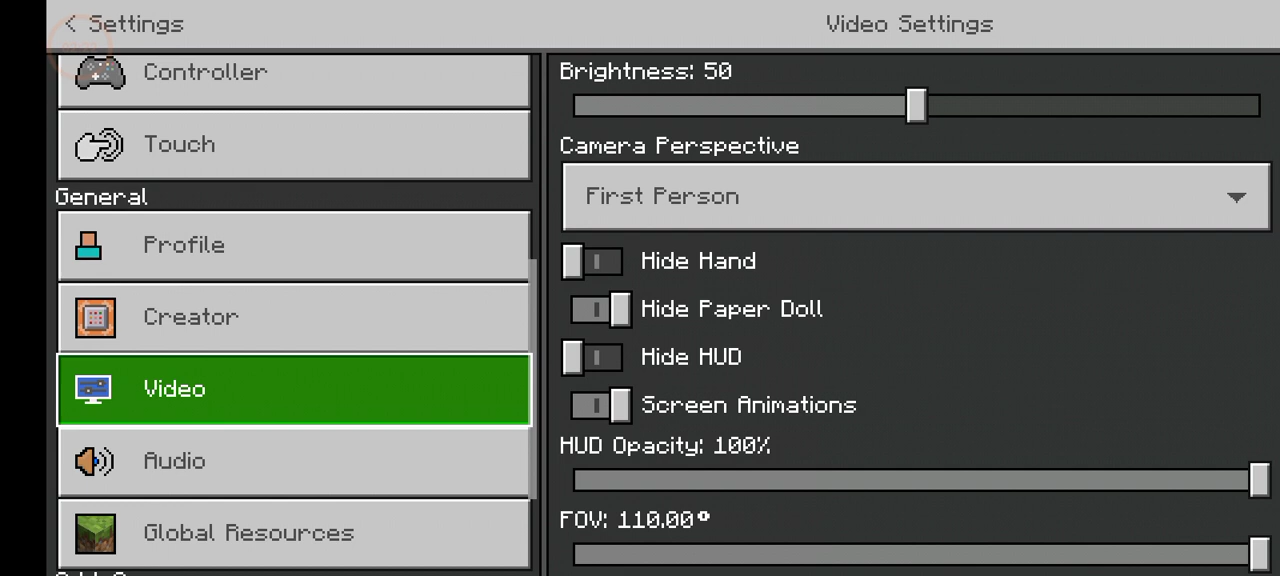 Settings
Video Settings
Controller
Touch
General
Profile
Creator
Video
Audio
Global Resources
Brightness: 50
Camera Perspective
First Person
Hide Hand
Hide Paper Doll
Hide HUD
Screen Animations
HUD Opacity: 100%
FOV: 110.00°